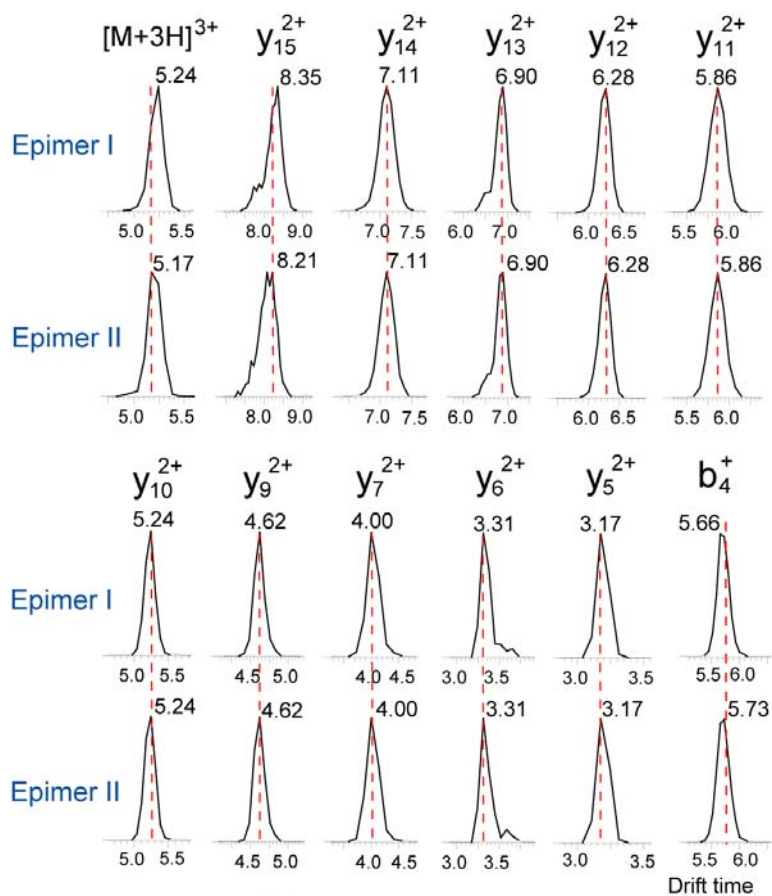 [M+3H]³⁺ y₁₅²⁺ y₁₄²⁺ y₁₃²⁺ y₁₂²⁺ y₁₁²⁺
5.24 8.35 7.11 6.90 6.28 5.86
Epimer I
5.0 5.5 8.0 9.0 7.0 7.5 6.0 7.0 6.0 6.5 5.5 6.0
5.17 8.21 7.11 6.90 6.28 5.86
Epimer II
5.0 5.5 8.0 9.0 7.0 7.5 6.0 7.0 6.0 6.5 5.5 6.0
y₁₀²⁺ y₉²⁺ y₇²⁺ y₆²⁺ y₅²⁺ b₄⁺
5.24 4.62 4.00 3.31 3.17 5.66
Epimer I
5.0 5.5 4.5 5.0 4.0 4.5 3.0 3.5 3.0 3.5 5.5 6.0
5.24 4.62 4.00 3.31 3.17 5.73
Epimer II
5.0 5.5 4.5 5.0 4.0 4.5 3.0 3.5 3.0 3.5 5.5 6.0
Drift time